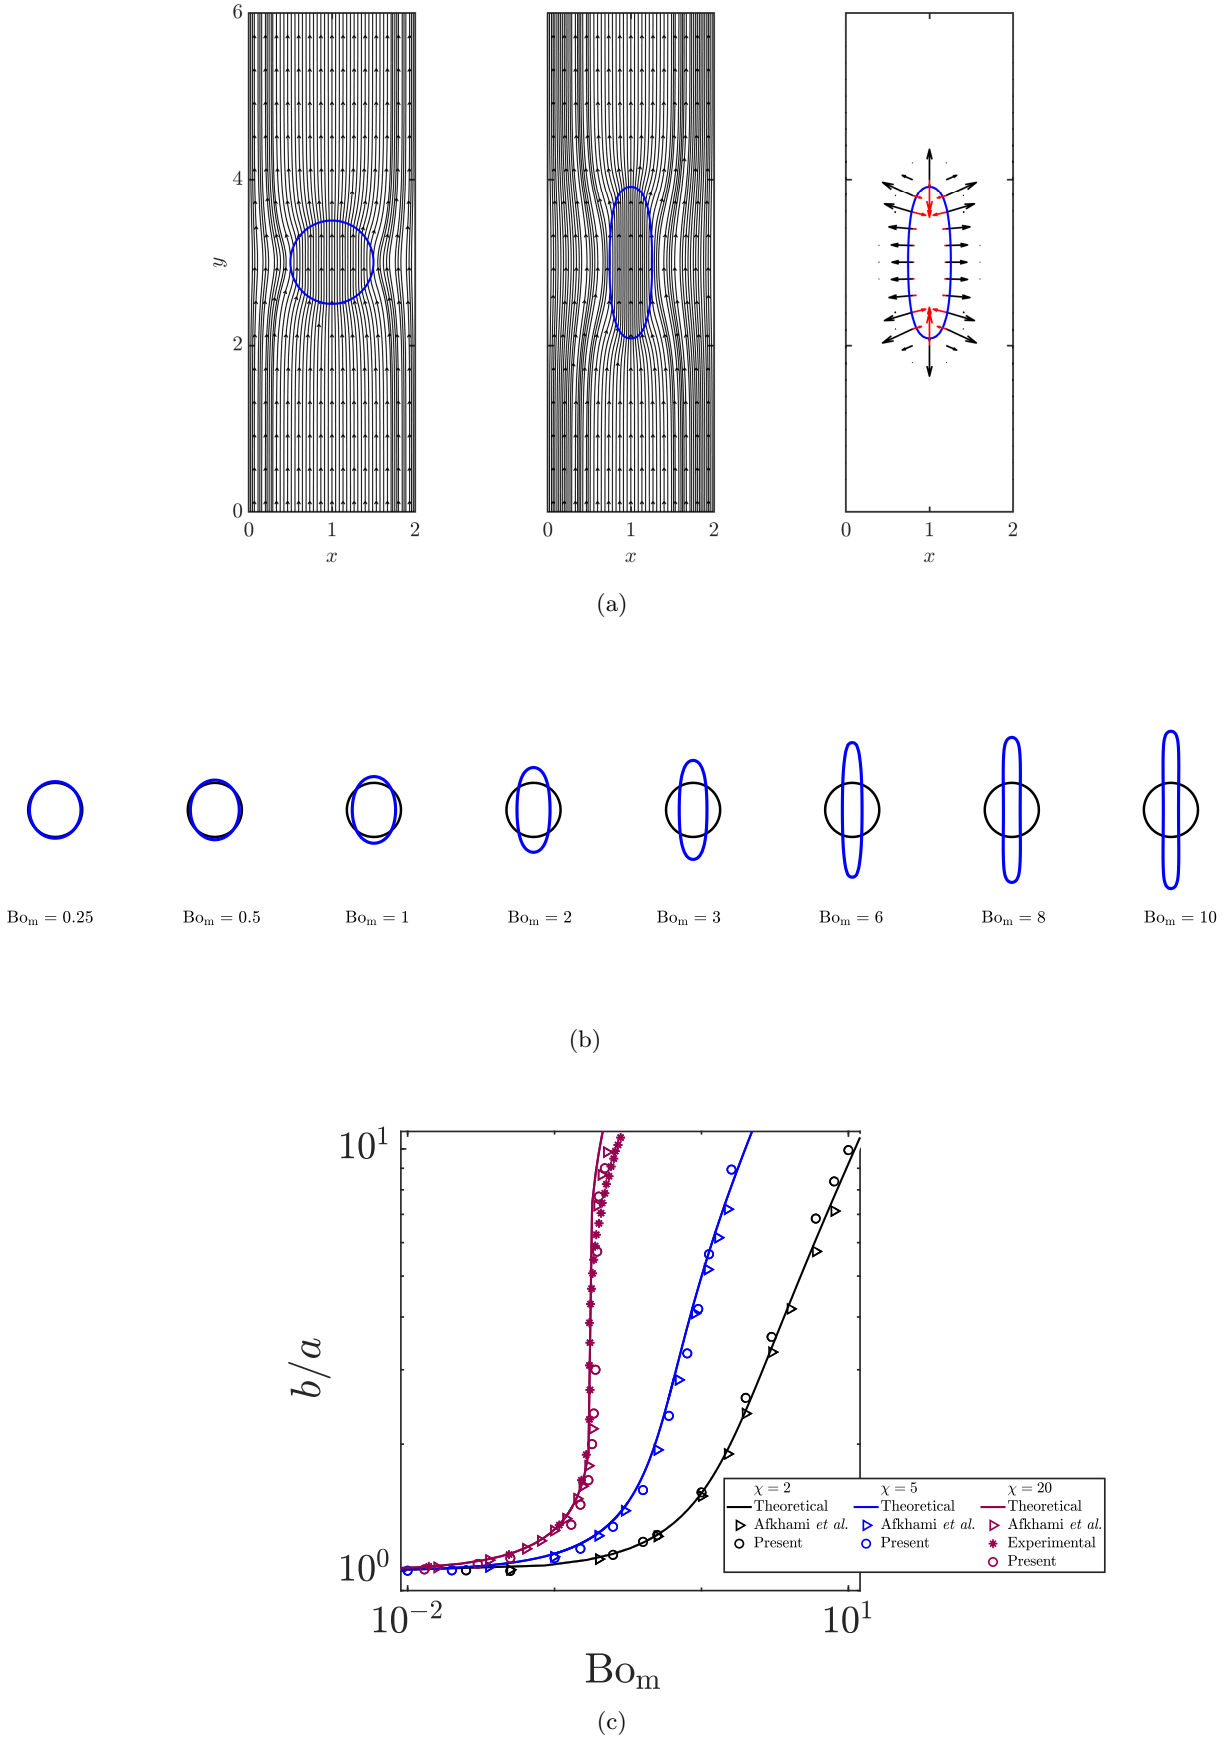 6
4
2
0
y
0 1 2
x
0 1 2
x
0 1 2
x
(a)
Bo_m = 0.25 Bo_m = 0.5 Bo_m = 1 Bo_m = 2 Bo_m = 3 Bo_m = 6 Bo_m = 8 Bo_m = 10
(b)
10^1
10^0
b/a
χ = 2 χ = 5 χ = 20
Theoretical Theoretical Theoretical
Afkhami et al. Afkhami et al. Afkhami et al.
Present Present Experimental
Present
10^−2 10^1
Bo_m
(c)